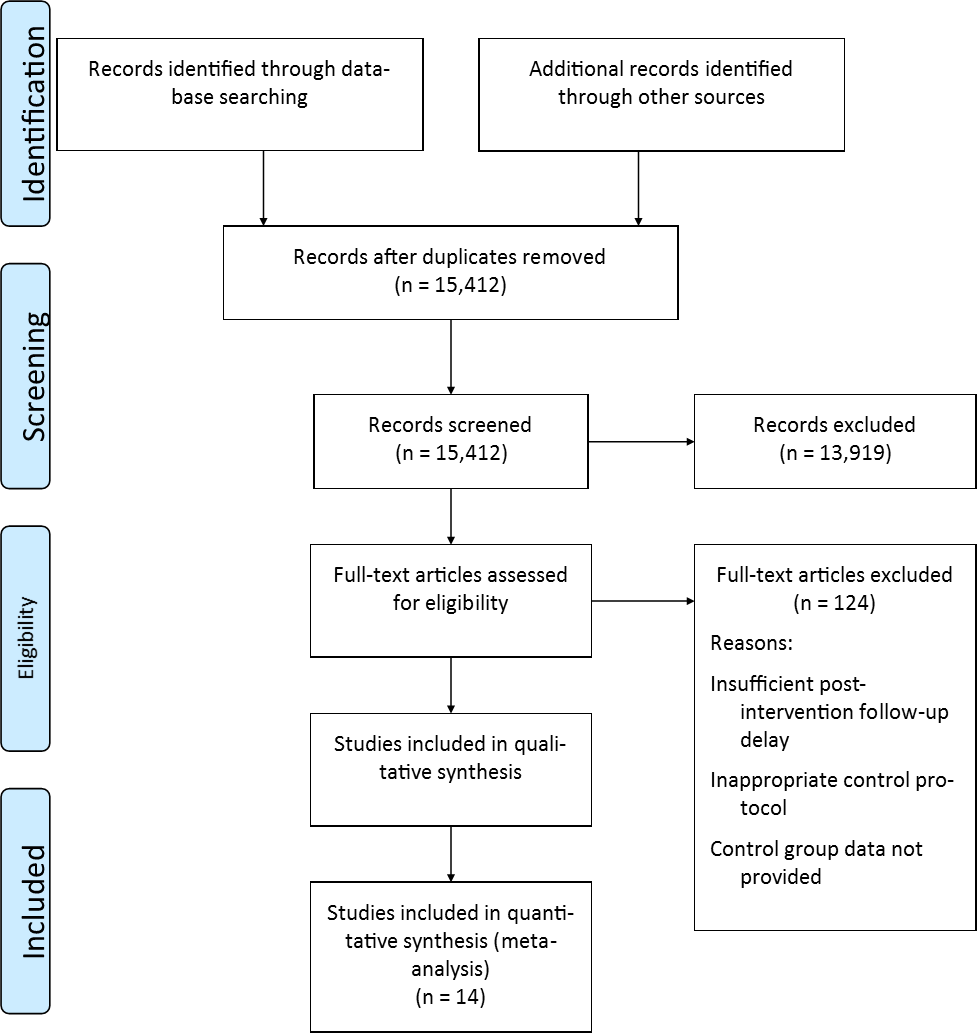 Identification
Records identified through data-
base searching
Additional records identified
through other sources
Records after duplicates removed
(n = 15,412)
Screening
Records screened
(n = 15,412)
Records excluded
(n = 13,919)
Eligibility
Full-text articles assessed
for eligibility
Full-text articles excluded
(n = 124)
Reasons:
Insufficient post-
intervention follow-up
delay
Inappropriate control pro-
tocol
Control group data not
provided
Studies included in quali-
tative synthesis
Included
Studies included in quanti-
tative synthesis (meta-
analysis)
(n = 14)